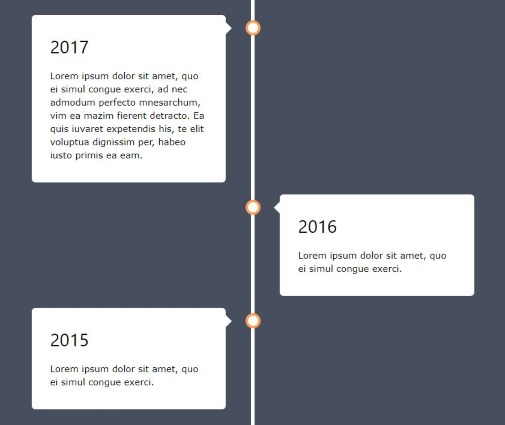 2017
Lorem ipsum dolor sit amet, quo
ei simul congue exerci, ad nec
admodum perfecto mnesarchum,
vim ea mazim fierent detracto. Ea
quis iuvaret expetendis his, te elit
voluptua dignissim per, habeo
iusto primis ea eam.
2016
Lorem ipsum dolor sit amet, quo
ei simul congue exerci.
2015
Lorem ipsum dolor sit amet, quo
ei simul congue exerci.